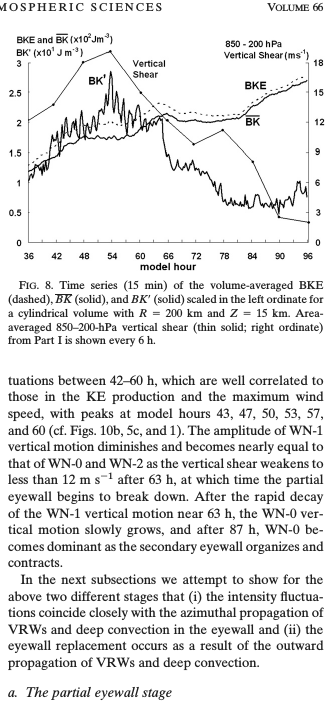 MOSPHERIC SCIENCES VOLUME 66
BKE and BK (x10²Jm⁻³)
BK' (x10¹ J m⁻³)
850 - 200 hPa
Vertical Shear (ms⁻¹)
3 18
Vertical
Shear
BK'
2.5 15
BKE
2 12
BK
1.5 9
1 6
0.5 3
0 0
36 42 48 54 60 66 72 78 84 90 96
model hour
FIG. 8. Time series (15 min) of the volume-averaged BKE
(dashed), BK (solid), and BK′ (solid) scaled in the left ordinate for
a cylindrical volume with R = 200 km and Z = 15 km. Area-
averaged 850–200-hPa vertical shear (thin solid; right ordinate)
from Part I is shown every 6 h.
tuations between 42–60 h, which are well correlated to
those in the KE production and the maximum wind
speed, with peaks at model hours 43, 47, 50, 53, 57,
and 60 (cf. Figs. 10b, 5c, and 1). The amplitude of WN-1
vertical motion diminishes and becomes nearly equal to
that of WN-0 and WN-2 as the vertical shear weakens to
less than 12 m s⁻¹ after 63 h, at which time the partial
eyewall begins to break down. After the rapid decay
of the WN-1 vertical motion near 63 h, the WN-0 ver-
tical motion slowly grows, and after 87 h, WN-0 be-
comes dominant as the secondary eyewall organizes and
contracts.
In the next subsections we attempt to show for the
above two different stages that (i) the intensity fluctua-
tions coincide closely with the azimuthal propagation of
VRWs and deep convection in the eyewall and (ii) the
eyewall replacement occurs as a result of the outward
propagation of VRWs and deep convection.
a. The partial eyewall stage